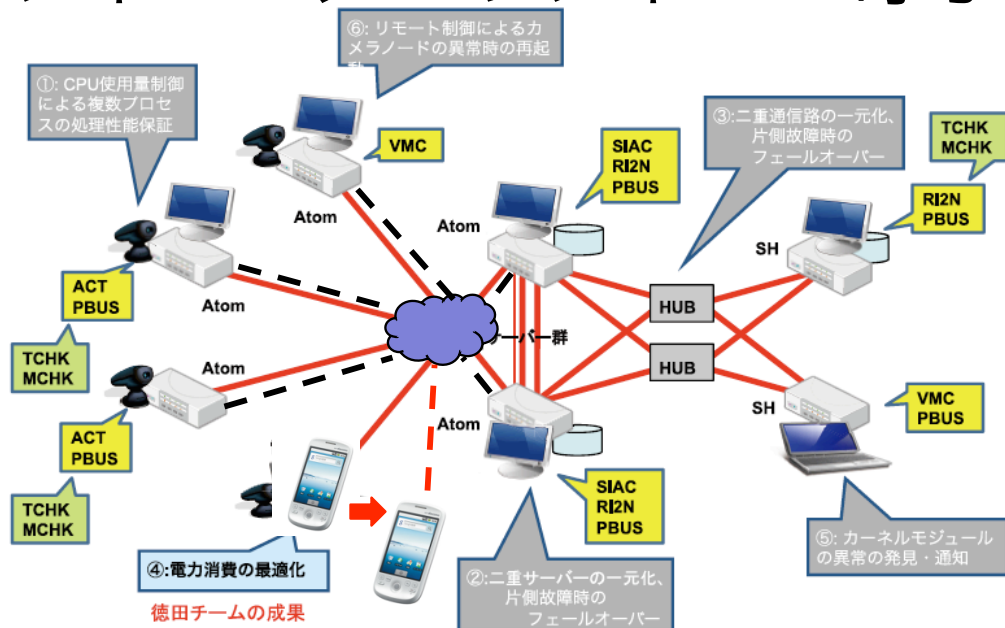 ⑥: リモート制御によるカ
メラノードの異常時の再起
動
①: CPU使用量制御
による複数プロセ
スの処理性能保証
③:二重通信路の一元化、
片側故障時の
フェールオーバー
TCHK
MCHK
VMC
SIAC
RI2N
PBUS
RI2N
PBUS
Atom
Atom
SH
ACT
PBUS
Atom
HUB
サーバー群
TCHK
MCHK
Atom
HUB
SH
VMC
PBUS
Atom
ACT
PBUS
TCHK
MCHK
SIAC
RI2N
PBUS
⑤: カーネルモジュール
の異常の発見・通知
④:電力消費の最適化
②:二重サーバーの一元化、
片側故障時の
フェールオーバー
徳田チームの成果